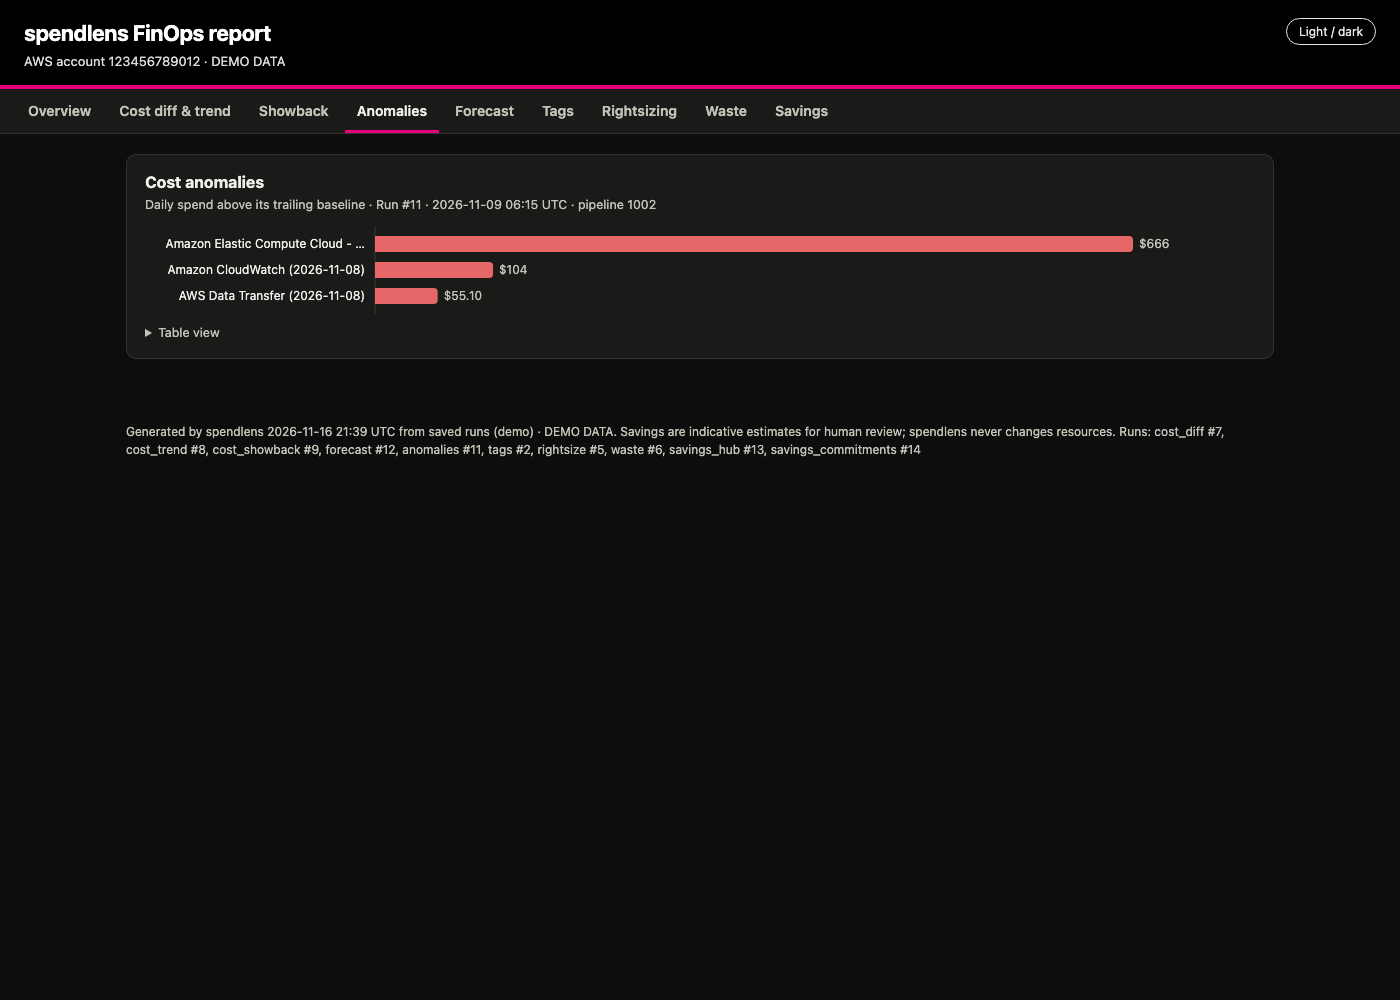 spendlens FinOps report
AWS account 123456789012 · DEMO DATA
Light / dark
Overview Cost diff & trend Showback Anomalies Forecast Tags Rightsizing Waste Savings
Cost anomalies
Daily spend above its trailing baseline · Run #11 · 2026-11-09 06:15 UTC · pipeline 1002
Amazon Elastic Compute Cloud - ... $666
Amazon CloudWatch (2026-11-08) $104
AWS Data Transfer (2026-11-08) $55.10
Table view
Generated by spendlens 2026-11-16 21:39 UTC from saved runs (demo) · DEMO DATA. Savings are indicative estimates for human review; spendlens never changes resources. Runs: cost_diff #7,
cost_trend #8, cost_showback #9, forecast #12, anomalies #11, tags #2, rightsize #5, waste #6, savings_hub #13, savings_commitments #14